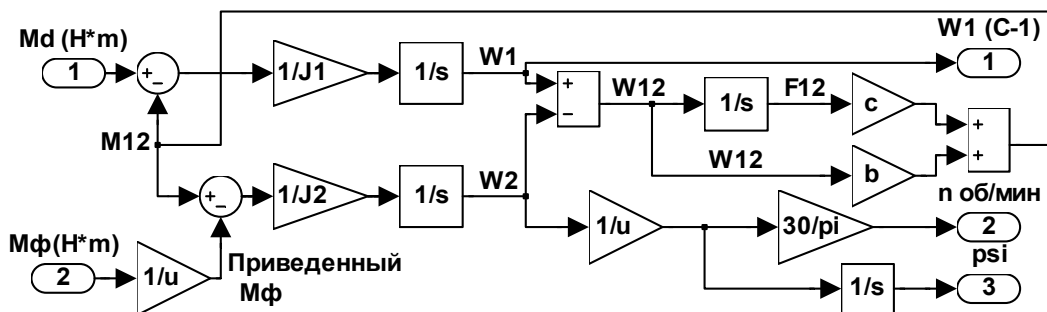 W1 (C-1)
Md (H*m)
1
+
−
1/J1
1/s
W1
1
+
−
W12
1/s
F12
c
+
+
M12
W12
b
1/J2
1/s
W2
+
−
n об/мин
1/u
30/pi
2
Mф(H*m)
2
1/u
Приведенный
Мф
psi
1/s
3